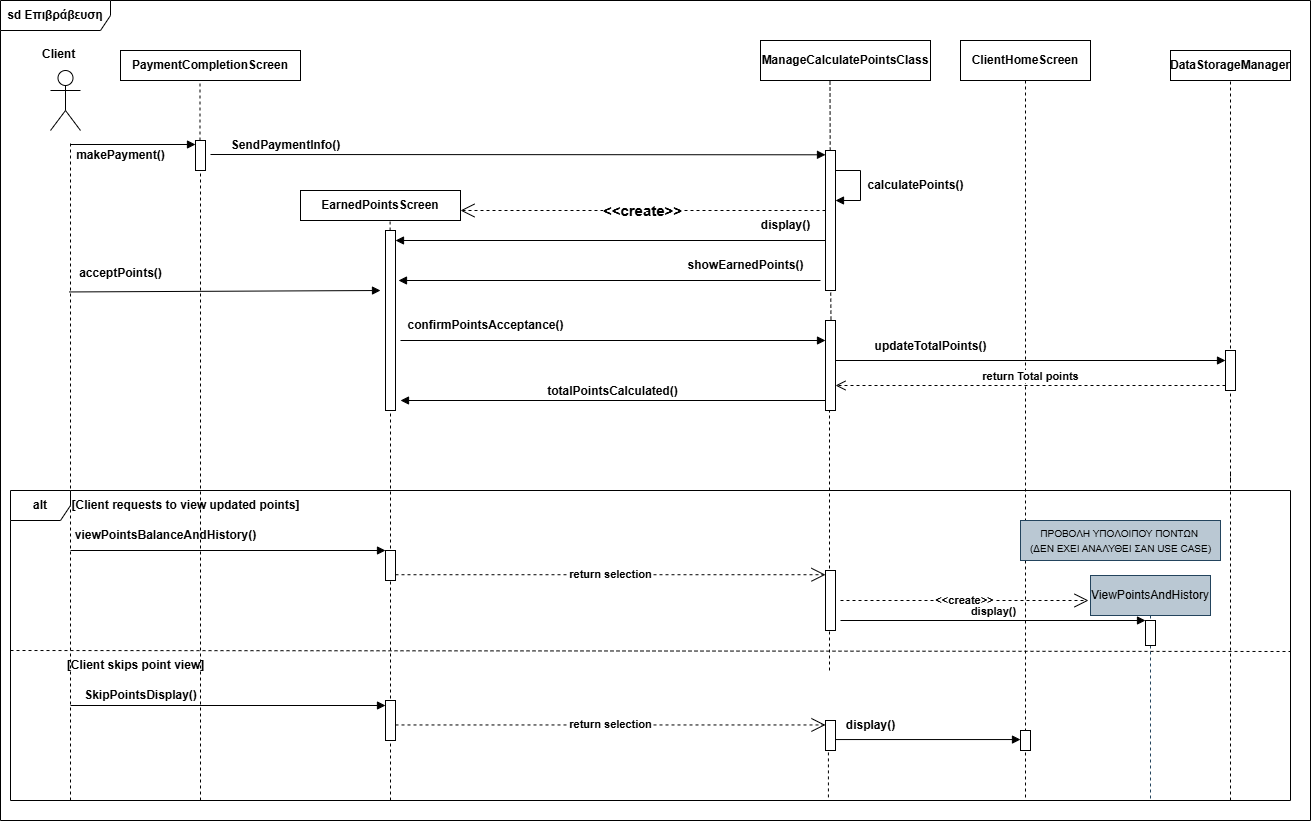 sd Επιβράβευση
Client
PaymentCompletionScreen
ManageCalculatePointsClass
ClientHomeScreen
DataStorageManager
makePayment()
SendPaymentInfo()
calculatePoints()
EarnedPointsScreen
<<create>>
display()
showEarnedPoints()
acceptPoints()
confirmPointsAcceptance()
updateTotalPoints()
return Total points
totalPointsCalculated()
alt
[Client requests to view updated points]
viewPointsBalanceAndHistory()
ΠΡΟΒΟΛΗ ΥΠΟΛΟΙΠΟΥ ΠΟΝΤΩΝ
(ΔΕΝ ΕΧΕΙ ΑΝΑΛΥΘΕΙ ΣΑΝ USE CASE)
return selection
<<create>>
ViewPointsAndHistory
display()
[Client skips point view]
SkipPointsDisplay()
return selection
display()